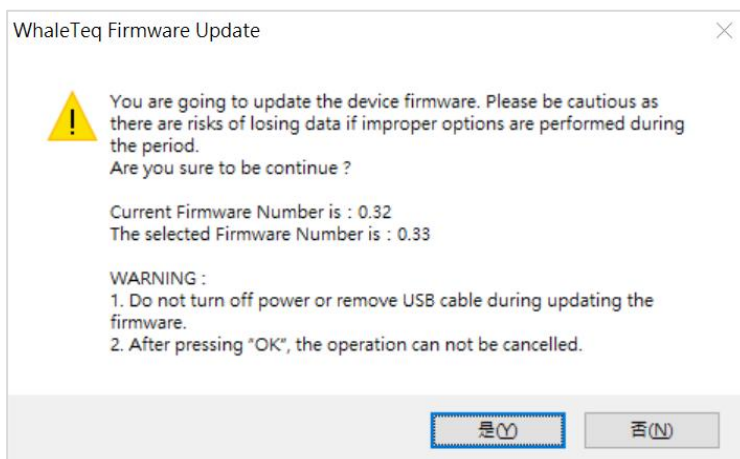 WhaleTeq Firmware Update
You are going to update the device firmware. Please be cautious as
there are risks of losing data if improper options are performed during
the period.
Are you sure to be continue ?
Current Firmware Number is : 0.32
The selected Firmware Number is : 0.33
WARNING :
1. Do not turn off power or remove USB cable during updating the
firmware.
2. After pressing "OK", the operation can not be cancelled.
是(Y) 否(N)